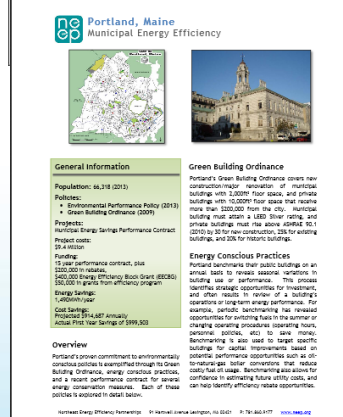 neep
Portland, Maine
Municipal Energy Efficiency
General Information
Population: 66,318 (2013)
Policies:
• Environmental Performance Policy (2013)
• Green Building Ordinance (2009)
Projects:
Municipal Energy Savings Performance Contract
Project costs:
$9.4 Million
Funding:
15 year performance contract, plus
$200,000 in rebates,
$400,000 Energy Efficiency Block Grant (EECBG)
$50,000 in grants from efficiency program
Energy Savings:
1,490MWh/year
Cost Savings:
Projected $914,687 Annually
Actual First Year Savings of $999,503
Overview
Portland's proven commitment to environmentally
conscious policies is exemplified through its Green
Building Ordinance, energy conscious practices,
and a recent performance contract for several
energy conservation measures. Each of these
policies is explored in detail below.
Green Building Ordinance
Portland's Green Building Ordinance covers new
construction/major renovation of municipal
buildings with 2,000ft² floor space, and private
buildings with 10,000ft² floor space that receive
more than $200,000 from the city. Municipal
building must attain a LEED Silver rating, and
private buildings must rise above ASHRAE 90.1
(2010) by 30 for new construction, 25% for existing
buildings, and 20% for historic buildings.
Energy Conscious Practices
Portland benchmarks their public buildings on an
annual basis to reveal seasonal variations in
building use or performance. This process
identifies strategic opportunities for investment,
and often results in review of a building's
operations or long-term energy performance. For
example, periodic benchmarking has revealed
opportunities for switching fuels in the summer or
changing operating procedures (operating hours,
personnel policies, etc) to save money.
Benchmarking is also used to target specific
buildings for capital improvements based on
potential performance opportunities such as oil-
to-natural-gas boiler conversions that reduce
costly fuel oil usage. Benchmarking also allows for
confidence in estimating future utility costs, and
can help identify efficiency rebate opportunities.
Northeast Energy Efficiency Partnerships 91 Hartwell Avenue Lexington, MA 02421 P: 781.860.9177 www.neep.org